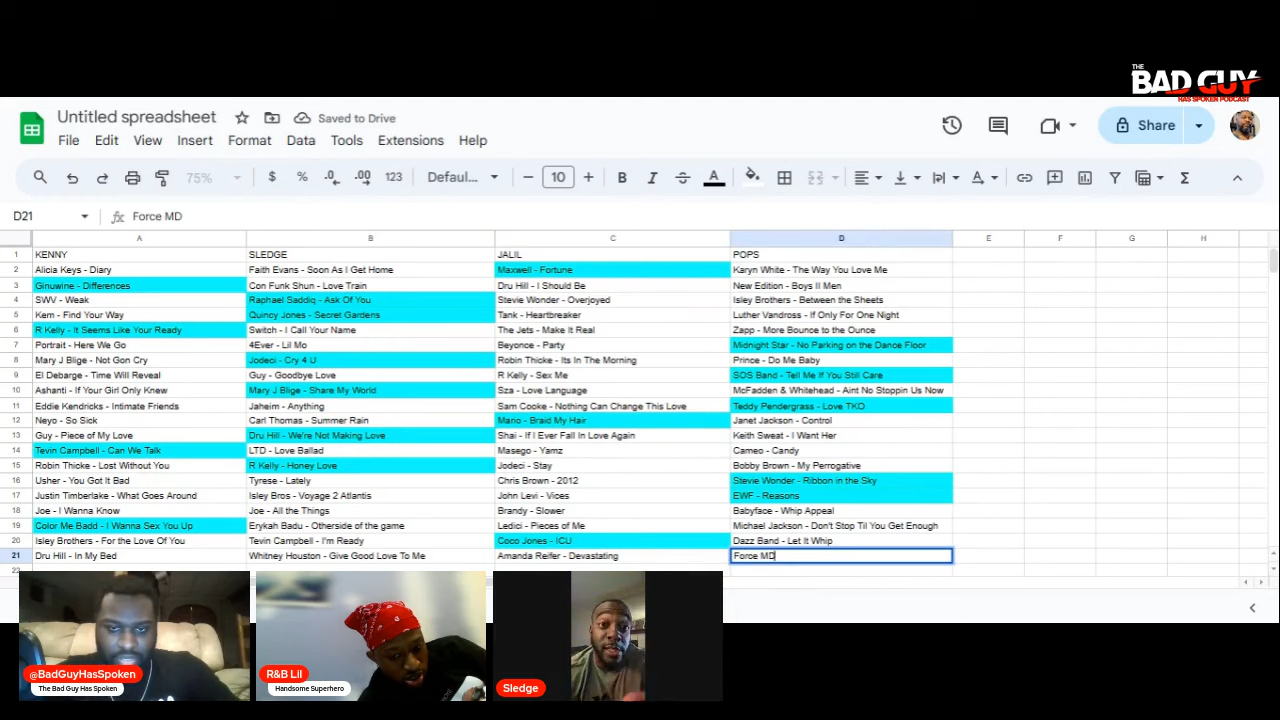 THE
BAD GUY
HAS SPOKEN PODCAST
Untitled spreadsheet Saved to Drive
File Edit View Insert Format Data Tools Extensions Help
Share
75% $ % .0 .00 123 Defaul... 10 B I A Σ
D21 fx Force MD
A B C D E F G H
1 KENNY SLEDGE JALIL POPS
2 Alicia Keys - Diary Faith Evans - Soon As I Get Home Maxwell - Fortune Karyn White - The Way You Love Me
3 Ginuwine - Differences Con Funk Shun - Love Train Dru Hill - I Should Be New Edition - Boys II Men
4 SWV - Weak Raphael Saddiq - Ask Of You Stevie Wonder - Overjoyed Isley Brothers - Between the Sheets
5 Kem - Find Your Way Quincy Jones - Secret Gardens Tank - Heartbreaker Luther Vandross - If Only For One Night
6 R Kelly - It Seems Like Your Ready Switch - I Call Your Name The Jets - Make It Real Zapp - More Bounce to the Ounce
7 Portrait - Here We Go 4Ever - Lil Mo Beyonce - Party Midnight Star - No Parking on the Dance Floor
8 Mary J Blige - Not Gon Cry Jodeci - Cry 4 U Robin Thicke - Its In The Morning Prince - Do Me Baby
9 El Debarge - Time Will Reveal Guy - Goodbye Love R Kelly - Sex Me SOS Band - Tell Me If You Still Care
10 Ashanti - If Your Girl Only Knew Mary J Blige - Share My World Sza - Love Language McFadden & Whitehead - Aint No Stoppin Us Now
11 Eddie Kendricks - Intimate Friends Jaheim - Anything Sam Cooke - Nothing Can Change This Love Teddy Pendergrass - Love TKO
12 Neyo - So Sick Carl Thomas - Summer Rain Mario - Braid My Hair Janet Jackson - Control
13 Guy - Piece of My Love Dru Hill - We're Not Making Love Shai - If I Ever Fall In Love Again Keith Sweat - I Want Her
14 Tevin Campbell - Can We Talk LTD - Love Ballad Masego - Yamz Cameo - Candy
15 Robin Thicke - Lost Without You R Kelly - Honey Love Jodeci - Stay Bobby Brown - My Perrogative
16 Usher - You Got It Bad Tyrese - Lately Chris Brown - 2012 Stevie Wonder - Ribbon in the Sky
17 Justin Timberlake - What Goes Around Isley Bros - Voyage 2 Atlantis John Levi - Vices EWF - Reasons
18 Joe - I Wanna Know Joe - All the Things Brandy - Slower Babyface - Whip Appeal
19 Color Me Badd - I Wanna Sex You Up Erykah Badu - Otherside of the game Ledici - Pieces of Me Michael Jackson - Don't Stop Til You Get Enough
20 Isley Brothers - For the Love Of You Tevin Campbell - I'm Ready Coco Jones - ICU Dazz Band - Let It Whip
21 Dru Hill - In My Bed Whitney Houston - Give Good Love To Me Amanda Reifer - Devastating Force MD
22
@BadGuyHasSpoken
The Bad Guy Has Spoken
R&B Lil
Handsome Superhero
Sledge